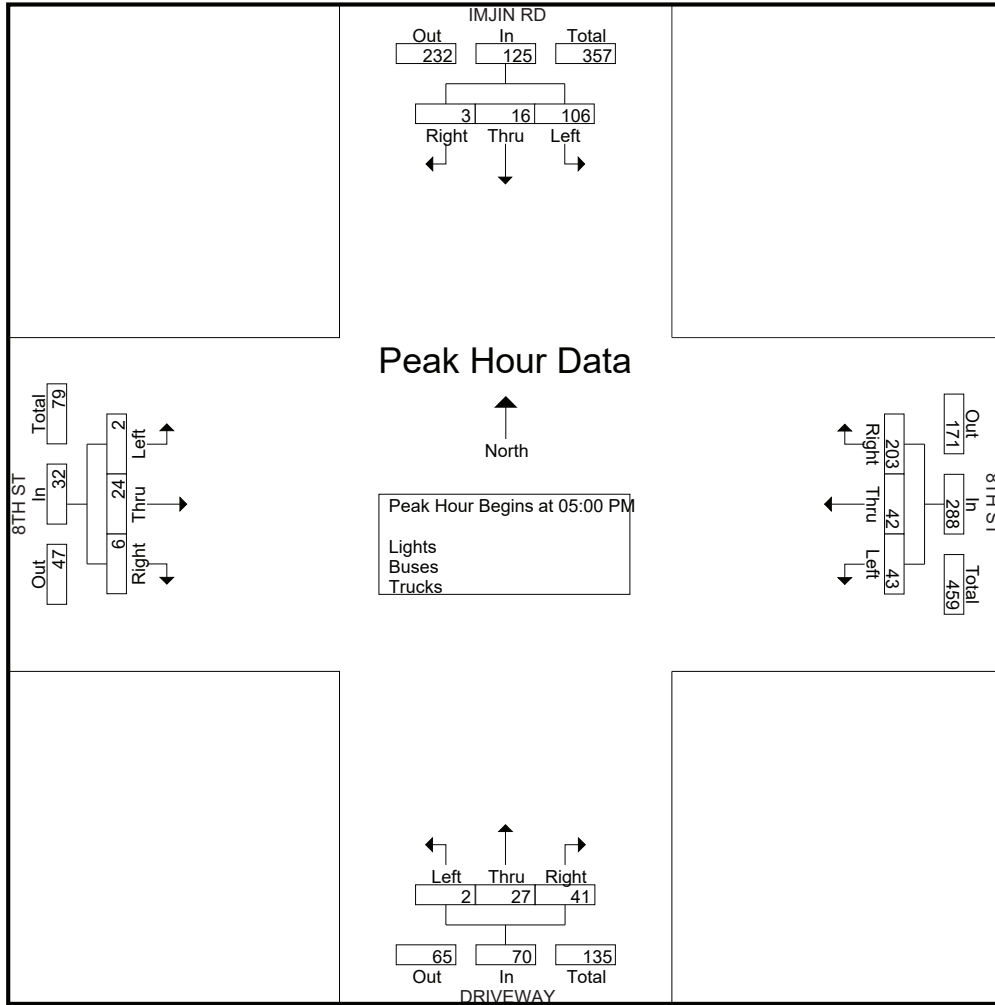 IMJIN RD
Out In Total
232 125 357
3 16 106
Right Thru Left
Peak Hour Data
North
Peak Hour Begins at 05:00 PM
Lights
Buses
Trucks
8TH ST
Out In Total
47 32 79
6 24 2
Right Thru Left
8TH ST
Out In Total
171 288 459
203 42 43
Right Thru Left
Left Thru Right
2 27 41
65 70 135
Out In Total
DRIVEWAY